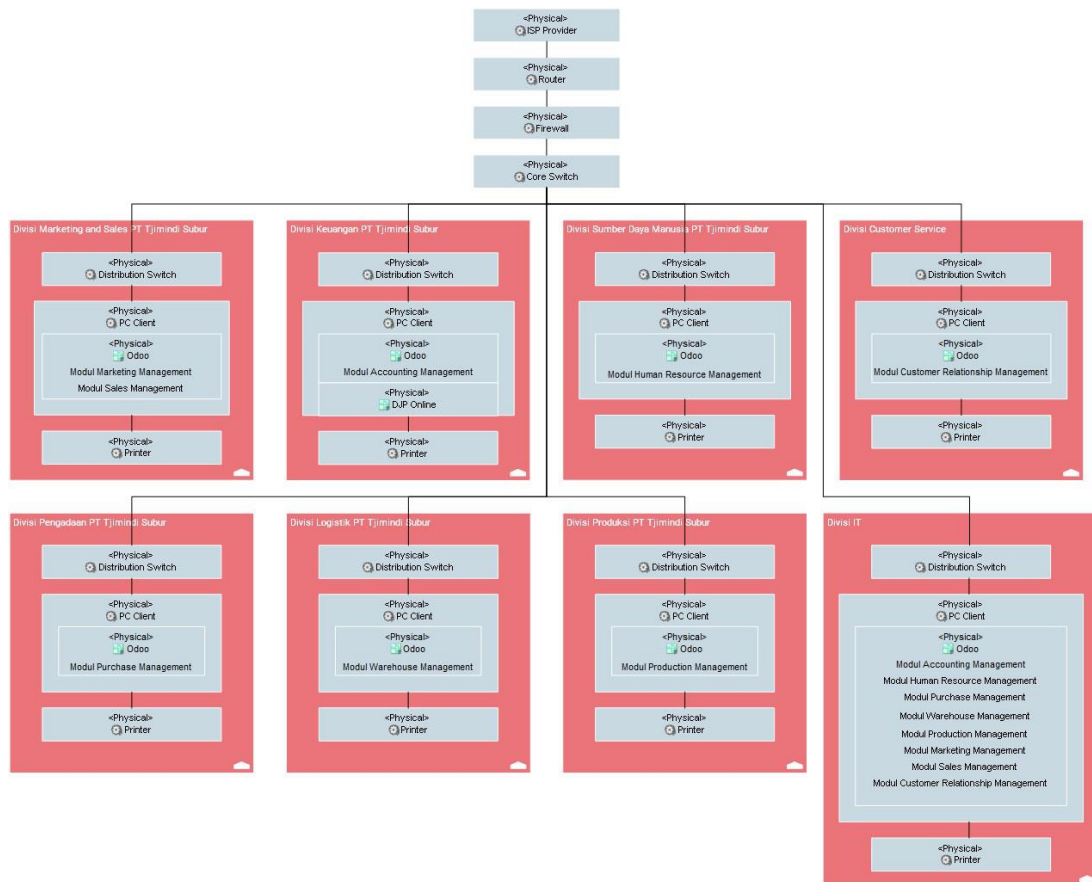 <Physical>
ISP Provider
<Physical>
Router
<Physical>
Firewall
<Physical>
Core Switch
Divisi Marketing and Sales PT Tjimindi Subur
<Physical>
Distribution Switch
<Physical>
PC Client
<Physical>
Odoo
Modul Marketing Management
Modul Sales Management
<Physical>
Printer
Divisi Keuangan PT Tjimindi Subur
<Physical>
Distribution Switch
<Physical>
PC Client
<Physical>
Odoo
Modul Accounting Management
<Physical>
DJP Online
<Physical>
Printer
Divisi Sumber Daya Manusia PT Tjimindi Subur
<Physical>
Distribution Switch
<Physical>
PC Client
<Physical>
Odoo
Modul Human Resource Management
<Physical>
Printer
Divisi Customer Service
<Physical>
Distribution Switch
<Physical>
PC Client
<Physical>
Odoo
Modul Customer Relationship Management
<Physical>
Printer
Divisi Pengadaan PT Tjimindi Subur
<Physical>
Distribution Switch
<Physical>
PC Client
<Physical>
Odoo
Modul Purchase Management
<Physical>
Printer
Divisi Logistik PT Tjimindi Subur
<Physical>
Distribution Switch
<Physical>
PC Client
<Physical>
Odoo
Modul Warehouse Management
<Physical>
Printer
Divisi Produksi PT Tjimindi Subur
<Physical>
Distribution Switch
<Physical>
PC Client
<Physical>
Odoo
Modul Production Management
<Physical>
Printer
Divisi IT
<Physical>
Distribution Switch
<Physical>
PC Client
<Physical>
Odoo
Modul Accounting Management
Modul Human Resource Management
Modul Purchase Management
Modul Warehouse Management
Modul Production Management
Modul Marketing Management
Modul Sales Management
Modul Customer Relationship Management
<Physical>
Printer